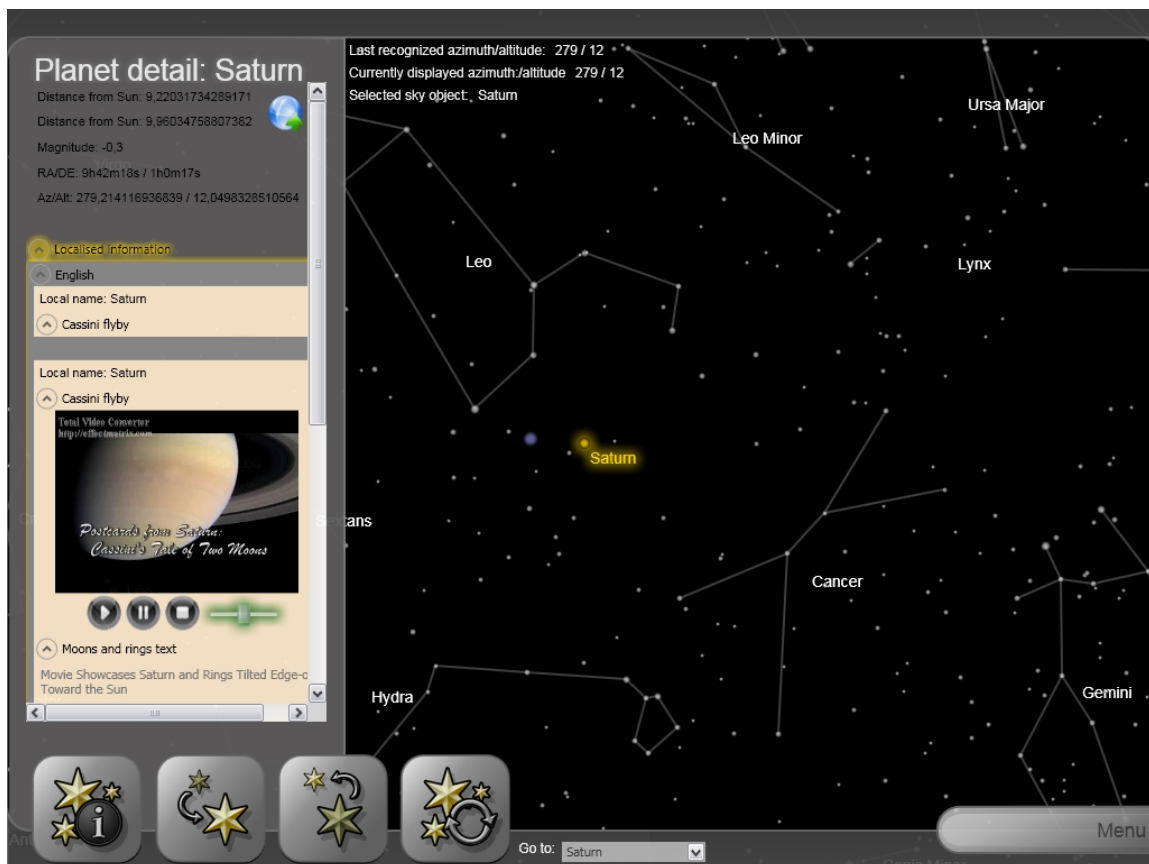 Planet detail: Saturn
Distance from Sun: 9,22031734289171
Distance from Sun: 9,96034758807382
Magnitude: -0,3
RA/DE: 9h42m18s / 1h0m17s
Az/Alt: 279,214116936839 / 12,0498328510564
Localised information
English
Local name: Saturn
Cassini flyby
Local name: Saturn
Cassini flyby
Total Video Converter
http://effectmatrix.com
Postcards from Saturn:
Cassini's Tale of Two Moons
Moons and rings text
Movie Showcases Saturn and Rings Tilted Edge-o
Toward the Sun
Last recognized azimuth/altitude: 279 / 12
Currently displayed azimuth:/altitude 279 / 12
Selected sky object: Saturn
Ursa Major
Leo Minor
Leo
Lynx
Virgo
Saturn
Sextans
Cancer
Hydra
Gemini
Go to: Saturn
Menu